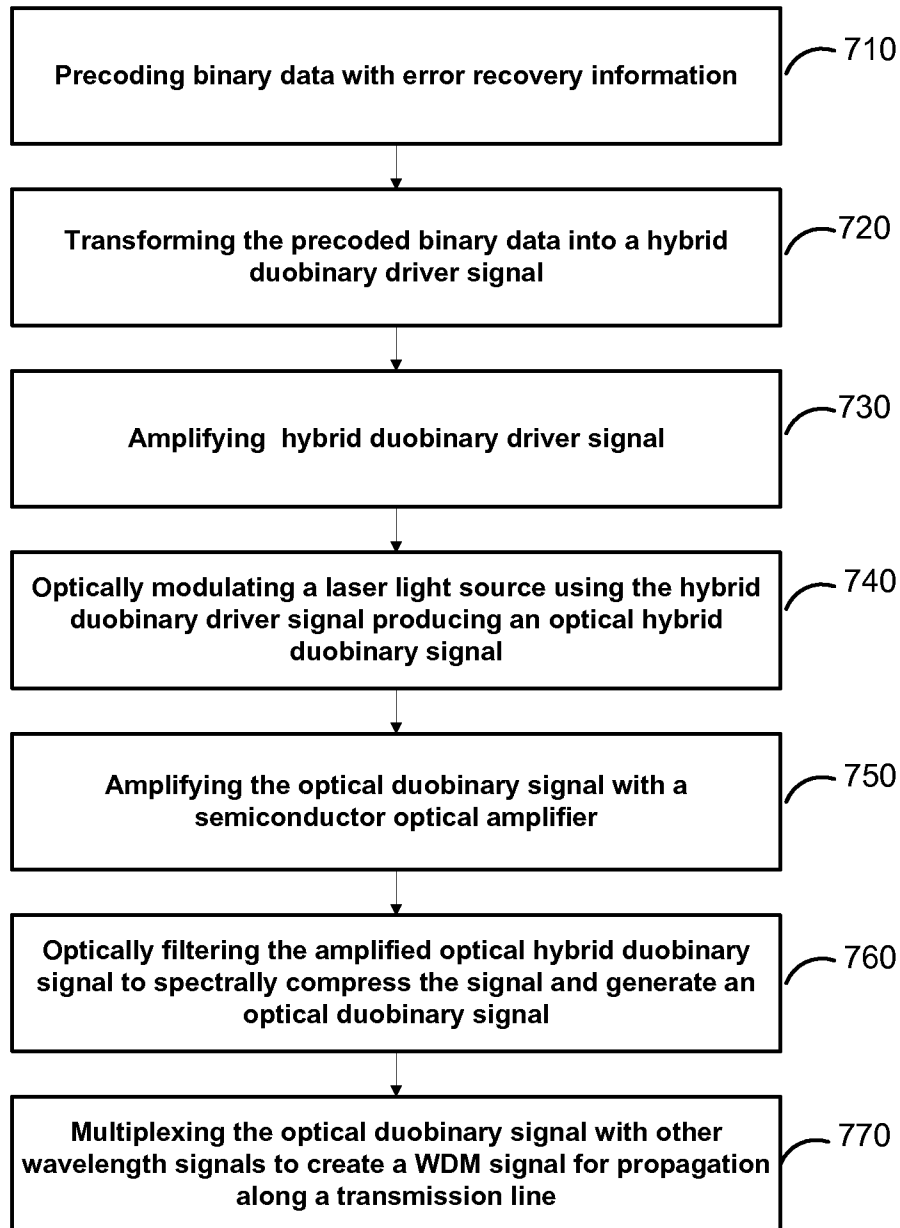 Precoding binary data with error recovery information
710
Transforming the precoded binary data into a hybrid
duobinary driver signal
720
Amplifying hybrid duobinary driver signal
730
Optically modulating a laser light source using the hybrid
duobinary driver signal producing an optical hybrid
duobinary signal
740
Amplifying the optical duobinary signal with a
semiconductor optical amplifier
750
Optically filtering the amplified optical hybrid duobinary
signal to spectrally compress the signal and generate an
optical duobinary signal
760
Multiplexing the optical duobinary signal with other
wavelength signals to create a WDM signal for propagation
along a transmission line
770